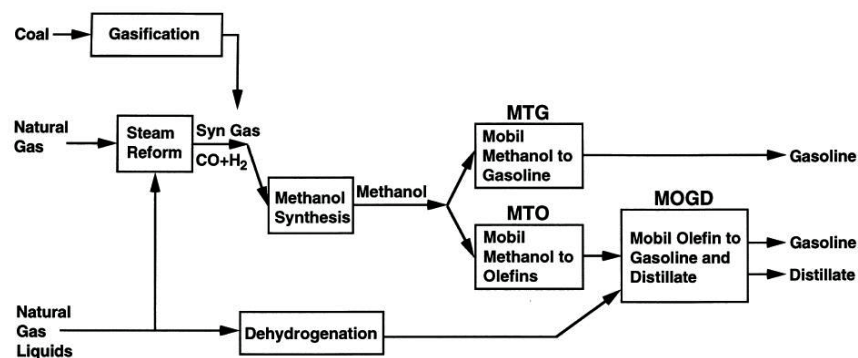 Coal
Gasification
Natural
Gas
Steam
Reform
Syn Gas
CO+H₂
Methanol
Synthesis
Methanol
MTG
Mobil
Methanol to
Gasoline
Gasoline
MTO
Mobil
Methanol to
Olefins
MOGD
Mobil Olefin to
Gasoline and
Distillate
Gasoline
Distillate
Natural
Gas
Liquids
Dehydrogenation